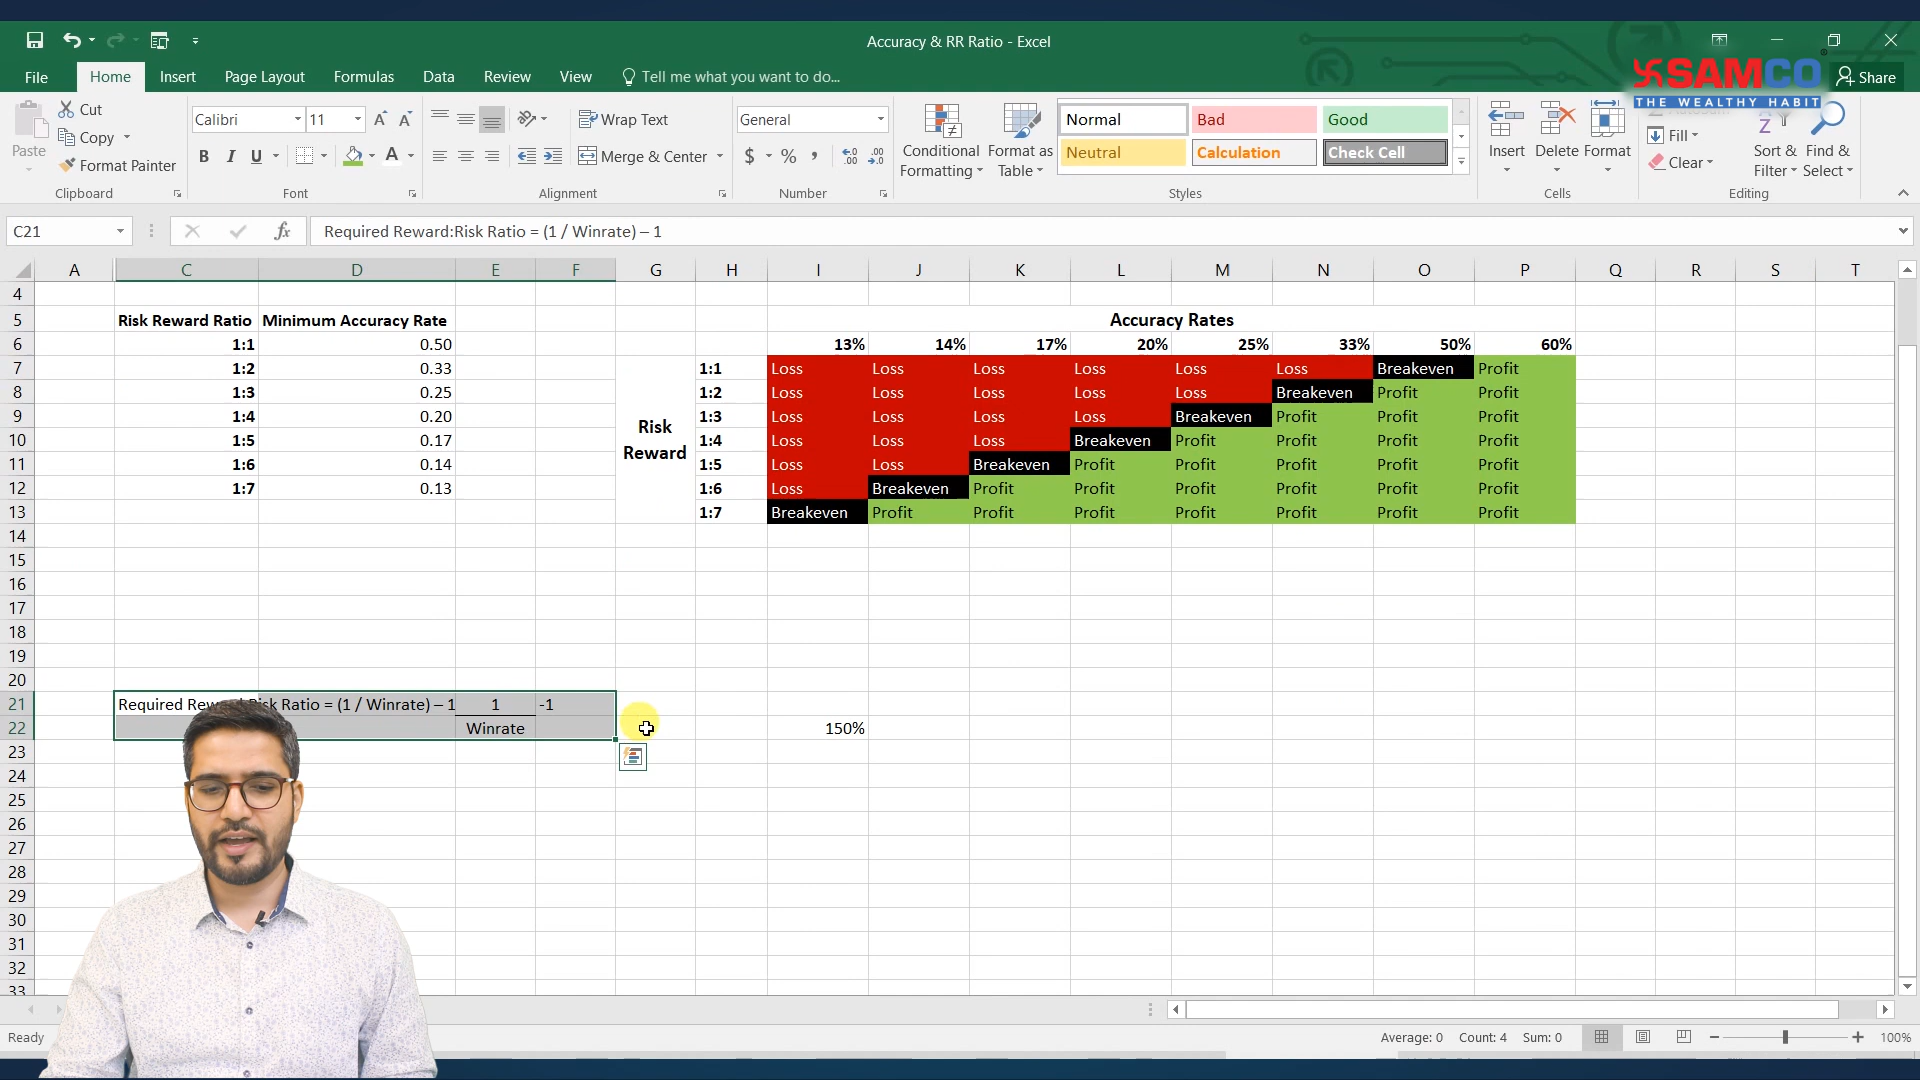 Accuracy & RR Ratio - Excel
File Home Insert Page Layout Formulas Data Review View Tell me what you want to do... Share
SAMCO
THE WEALTHY HABIT
Paste Cut Copy Format Painter Clipboard
Calibri 11 B I U Font
Wrap Text Merge & Center Alignment
General $ % Number
Conditional Formatting Format as Table
Normal Bad Good
Neutral Calculation Check Cell
Styles
Insert Delete Format Cells
Fill Clear Sort & Filter Find & Select Editing
C21 fx Required Reward:Risk Ratio = (1 / Winrate) – 1
A C D E F G H I J K L M N O P Q R S T
4
5 Risk Reward Ratio Minimum Accuracy Rate Accuracy Rates
6 1:1 0.50 13% 14% 17% 20% 25% 33% 50% 60%
7 1:2 0.33 1:1 Loss Loss Loss Loss Loss Loss Breakeven Profit
8 1:3 0.25 1:2 Loss Loss Loss Loss Loss Breakeven Profit Profit
9 1:4 0.20 1:3 Loss Loss Loss Loss Breakeven Profit Profit Profit
Risk Reward
10 1:5 0.17 1:4 Loss Loss Loss Breakeven Profit Profit Profit Profit
11 1:6 0.14 1:5 Loss Loss Breakeven Profit Profit Profit Profit Profit
12 1:7 0.13 1:6 Loss Breakeven Profit Profit Profit Profit Profit Profit
13 1:7 Breakeven Profit Profit Profit Profit Profit Profit Profit
14
15
16
17
18
19
20
21 Required Rew Risk Ratio = (1 / Winrate) – 1 1 -1
22 Winrate 150%
23
24
25
26
27
28
29
30
31
32
33
Ready Average: 0 Count: 4 Sum: 0 100%